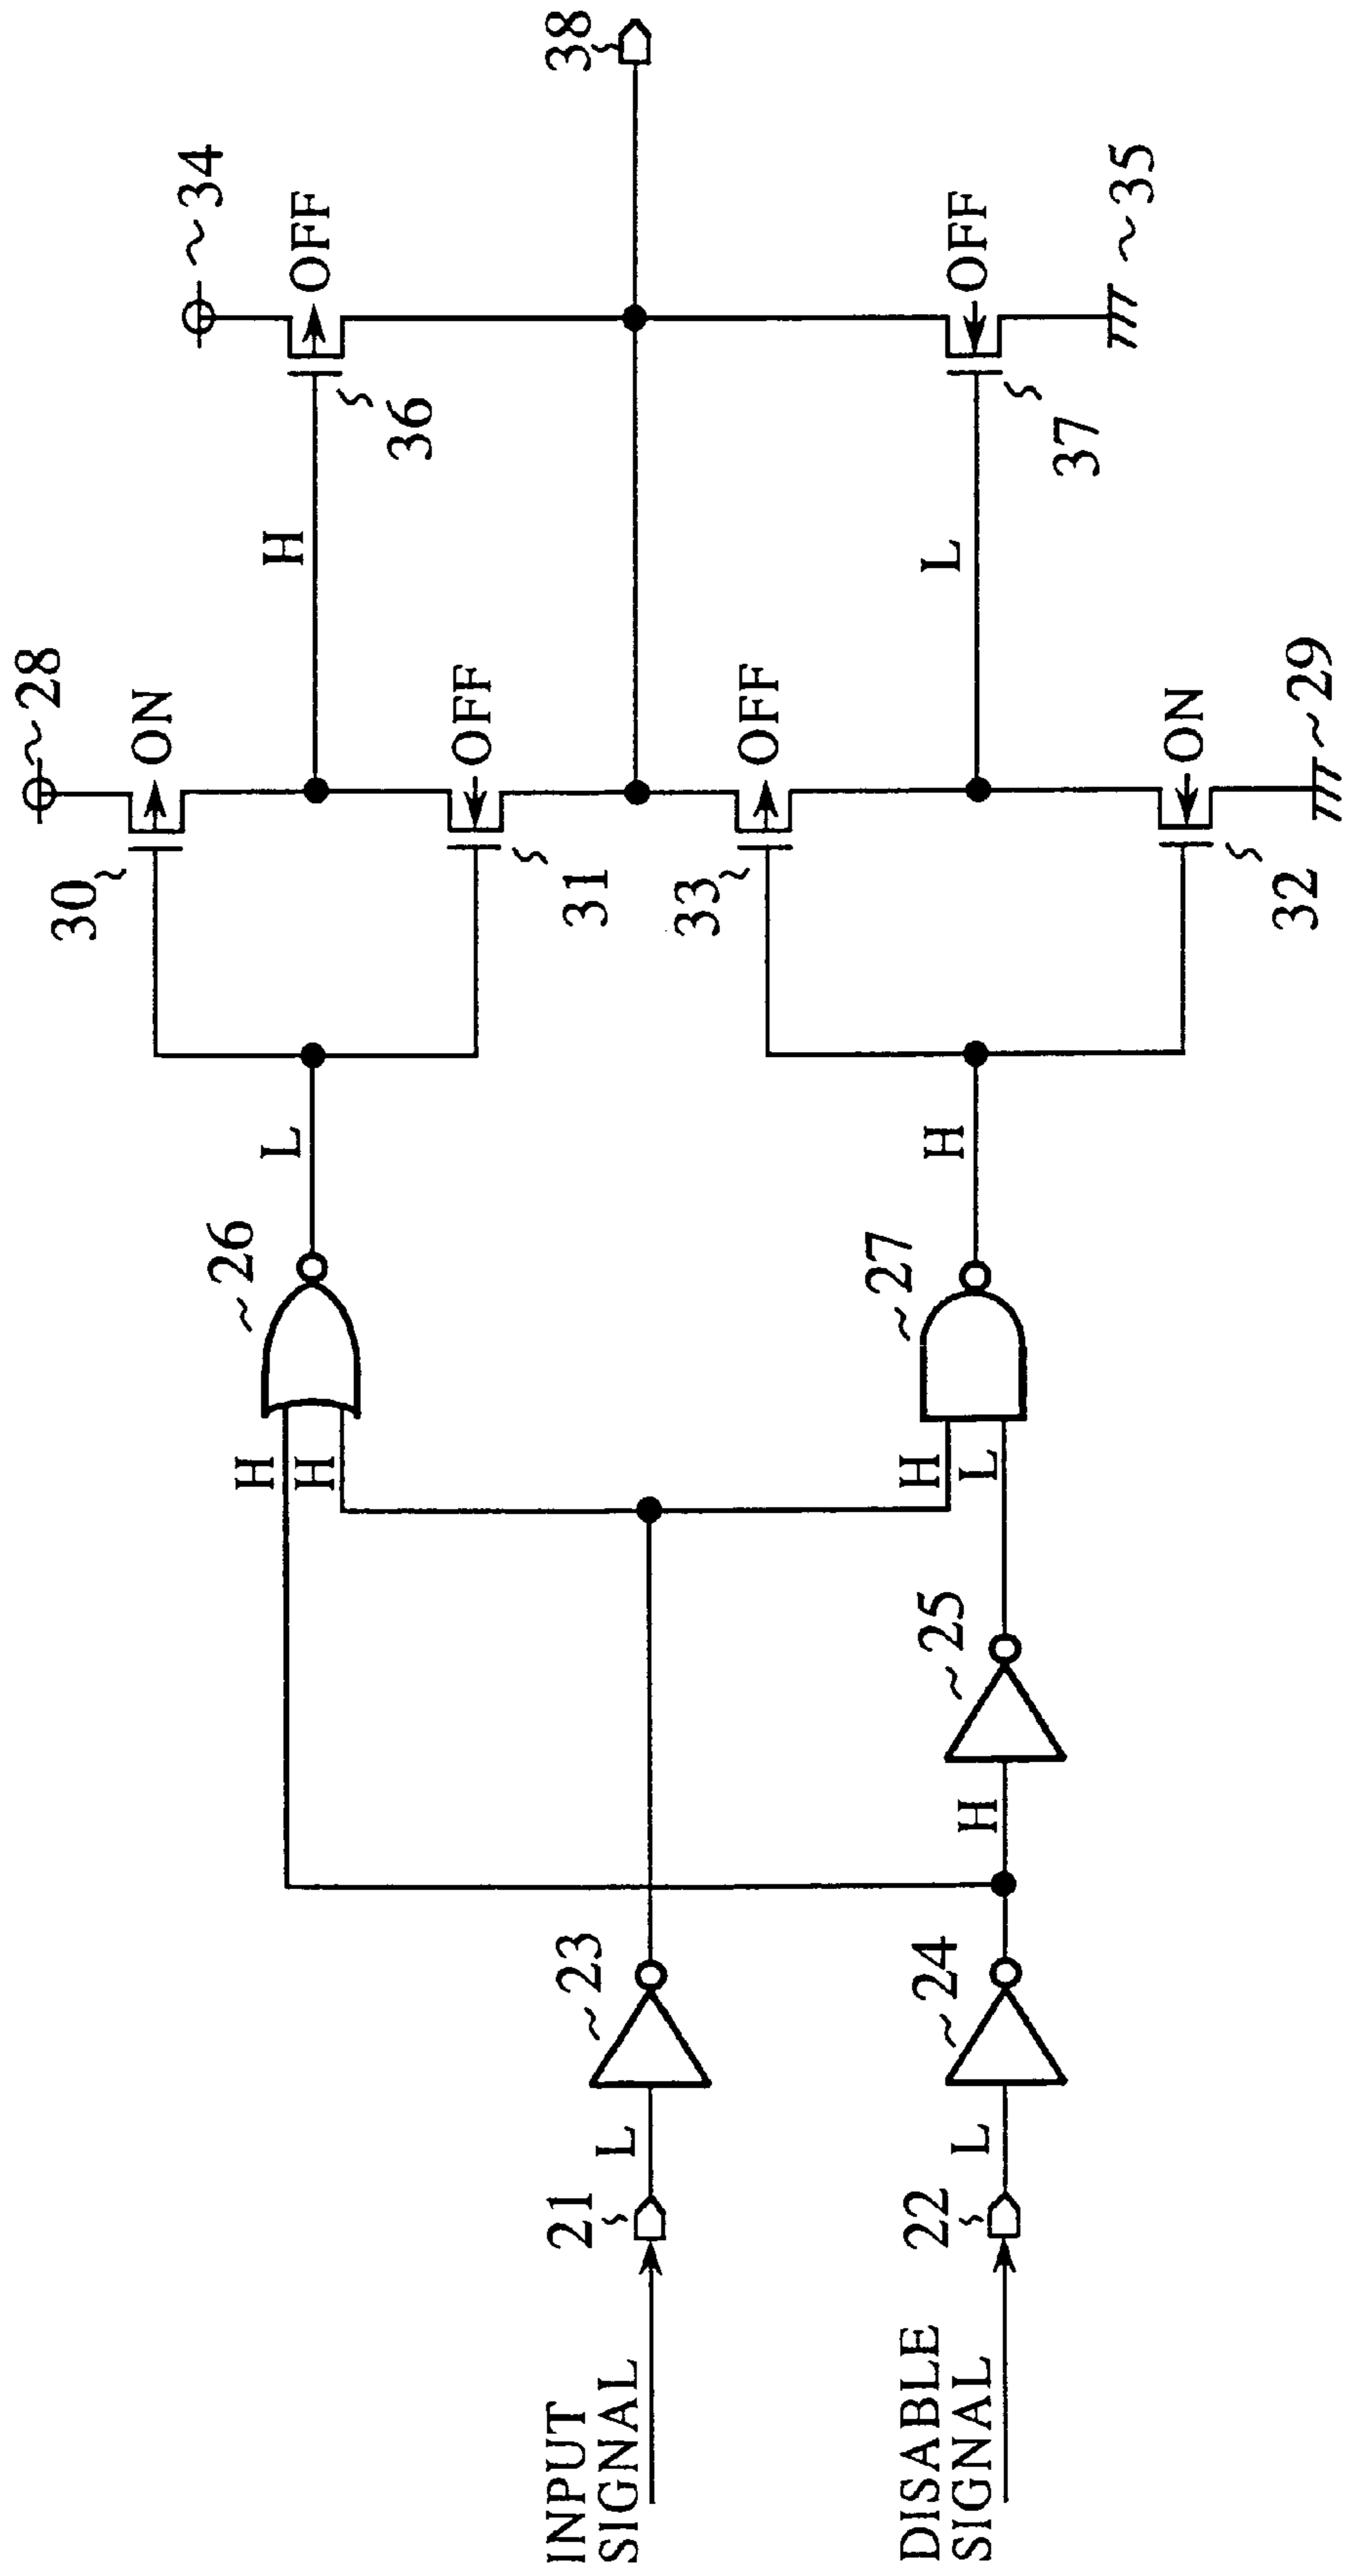 INPUT
SIGNAL
21
L
23
DISABLE
SIGNAL
22
L
24
H
25
H
H
26
L
H
L
27
H
28
30
ON
31
OFF
33
OFF
32
ON
29
H
L
34
36
OFF
37
OFF
35
38